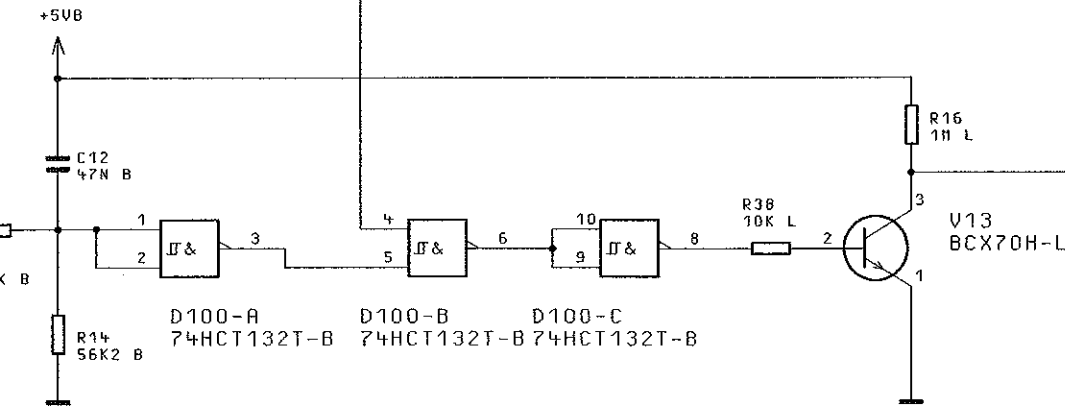 +5VB
C12
47N B
R16
1M L
1
2
3
4
5
6
10
9
8
R38
10K L
2
3
1
V13
BCX70H-L
K B
R14
56K2 B
D100-A
74HCT132T-B
D100-B
74HCT132T-B
D100-C
74HCT132T-B
&
&
&